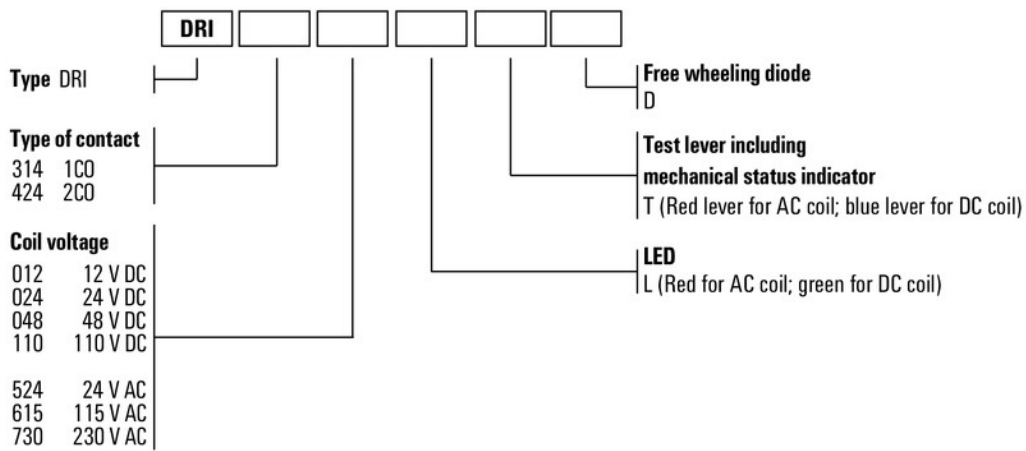 DRI
Type DRI
Type of contact
314 1CO
424 2CO
Coil voltage
012 12 V DC
024 24 V DC
048 48 V DC
110 110 V DC
524 24 V AC
615 115 V AC
730 230 V AC
Free wheeling diode
D
Test lever including
mechanical status indicator
T (Red lever for AC coil; blue lever for DC coil)
LED
L (Red for AC coil; green for DC coil)